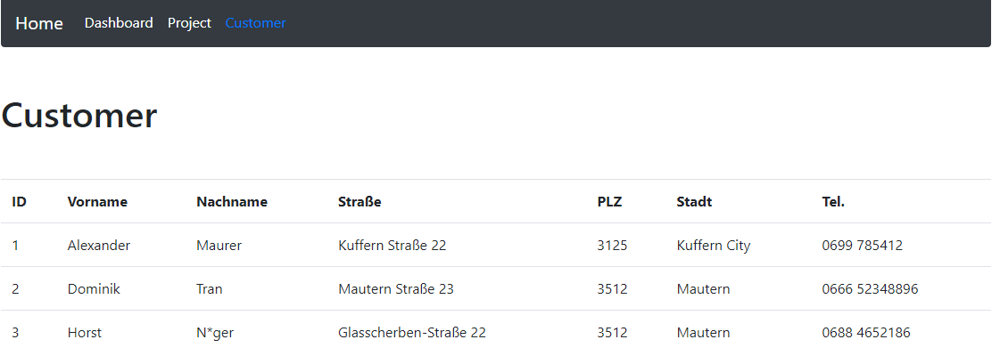 Home Dashboard Project Customer
Customer
ID Vorname Nachname Straße PLZ Stadt Tel.
1 Alexander Maurer Kuffern Straße 22 3125 Kuffern City 0699 785412
2 Dominik Tran Mautern Straße 23 3512 Mautern 0666 52348896
3 Horst N*ger Glasscherben-Straße 22 3512 Mautern 0688 4652186